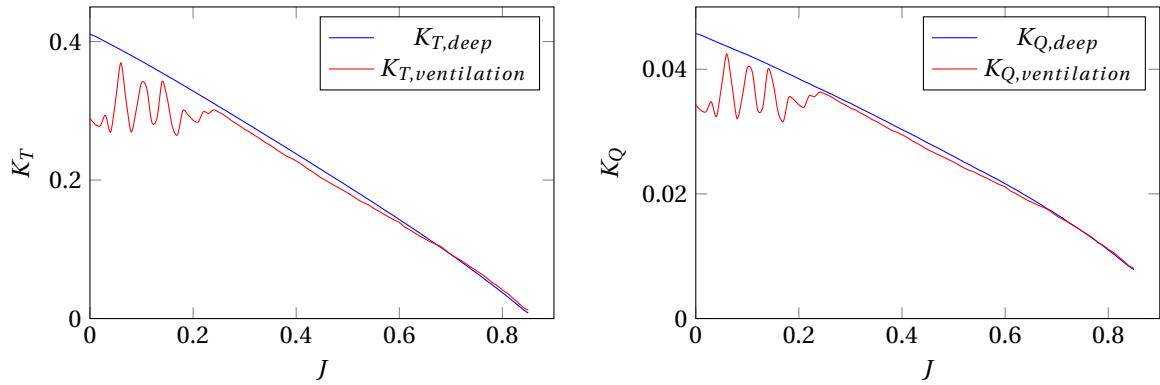 0.4
0.2
0
K_T
K_{T,deep}
K_{T,ventilation}
0 0.2 0.4 0.6 0.8
J
0.04
0.02
0
K_Q
K_{Q,deep}
K_{Q,ventilation}
0 0.2 0.4 0.6 0.8
J